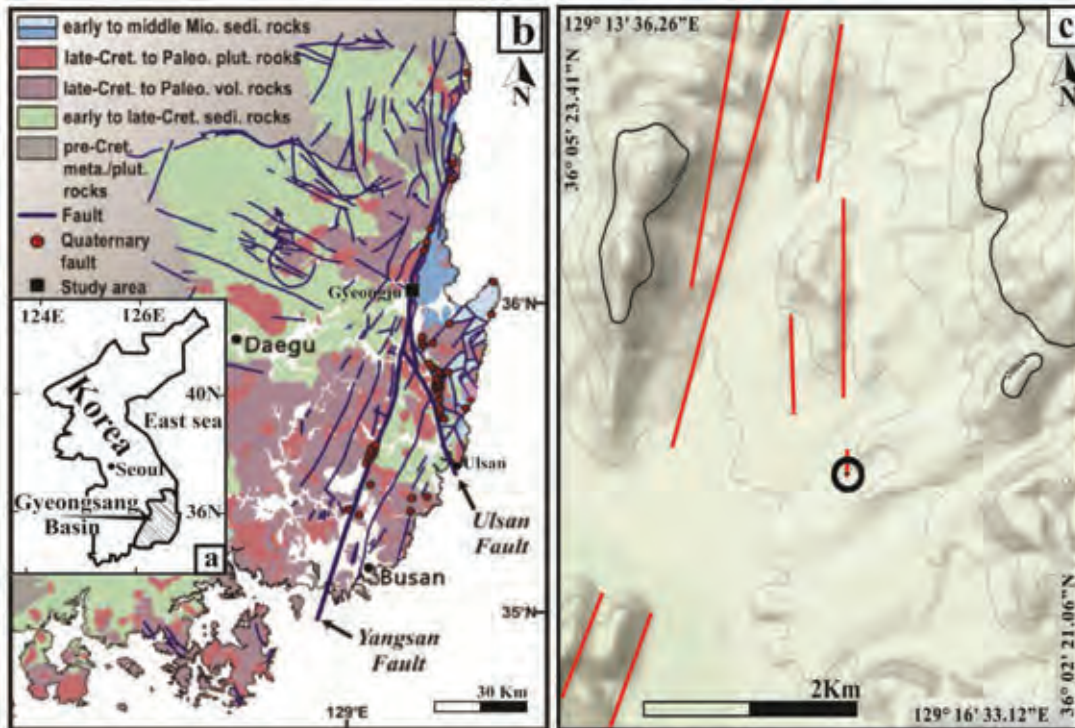 b
early to middle Mio. sedi. rocks
late-Cret. to Paleo. plut. rocks
late-Cret. to Paleo. vol. rocks
early to late-Cret. sedi. rocks
pre-Cret.
meta./plut.
rocks
Fault
Quaternary
fault
Study area
N
Gyeongju
36°N
Daegu
Ulsan
Ulsan
Fault
Busan
35°N
Yangsan
Fault
30 Km
129°E
124E
126E
Korea
40N
East sea
Seoul
Gyeongsang
Basin
36N
a
129° 13' 36.26"E
c
36° 05' 23.41"N
N
2Km
36° 02' 21.06"N
129° 16' 33.12"E